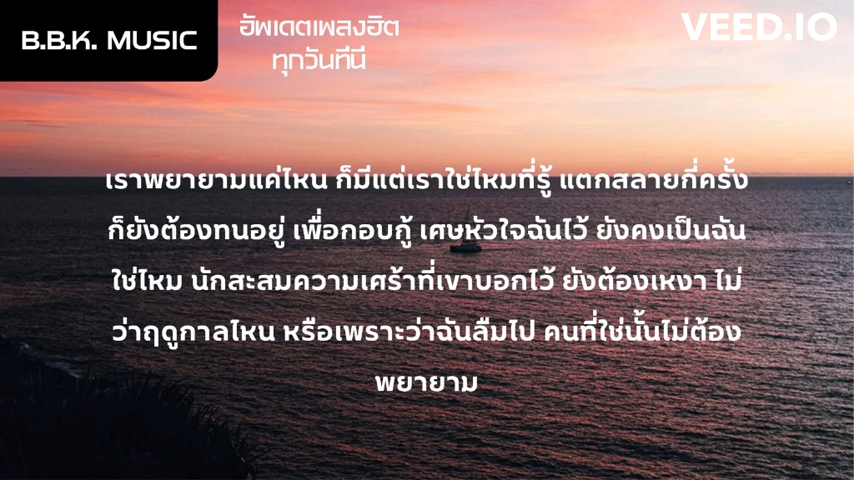 B.B.K. MUSIC
อัพเดตเพลงฮิต
ทุกวันที่นี่
VEED.IO
เราพยายามแค่ไหน ก็มีแต่เราใช่ไหมที่รู้ แตกสลายกี่ครั้ง
ก็ยังต้องทนอยู่ เพื่อกอบกู้ เศษหัวใจฉันไว้ ยังคงเป็นฉัน
ใช่ไหม นักสะสมความเศร้าที่เขาบอกไว้ ยังต้องเหงา ไม่
ว่าฤดูกาลไหน หรือเพราะว่าฉันลืมไป คนที่ใช่นั้นไม่ต้อง
พยายาม